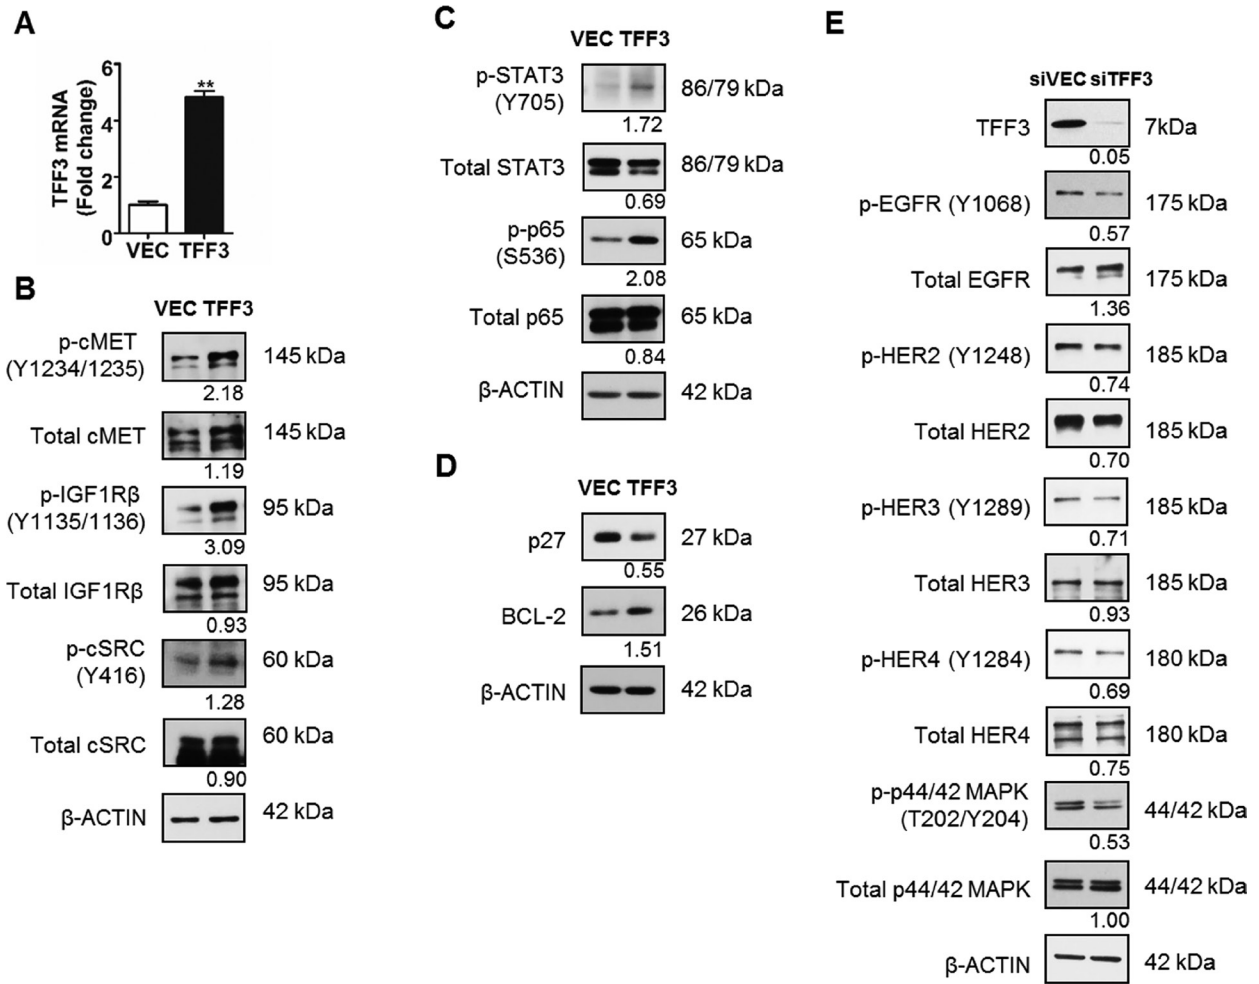 A
TFF3 mRNA
(Fold change)
6
4
2
0
**
VEC TFF3
B
VEC TFF3
p-cMET
(Y1234/1235)
145 kDa
2.18
Total cMET
145 kDa
1.19
p-IGF1Rβ
(Y1135/1136)
95 kDa
3.09
Total IGF1Rβ
95 kDa
0.93
p-cSRC
(Y416)
60 kDa
1.28
Total cSRC
60 kDa
0.90
β-ACTIN
42 kDa
C
VEC TFF3
p-STAT3
(Y705)
86/79 kDa
1.72
Total STAT3
86/79 kDa
0.69
p-p65
(S536)
65 kDa
2.08
Total p65
65 kDa
0.84
β-ACTIN
42 kDa
D
VEC TFF3
p27
27 kDa
0.55
BCL-2
26 kDa
1.51
β-ACTIN
42 kDa
E
siVEC siTFF3
TFF3
7kDa
0.05
p-EGFR (Y1068)
175 kDa
0.57
Total EGFR
175 kDa
1.36
p-HER2 (Y1248)
185 kDa
0.74
Total HER2
185 kDa
0.70
p-HER3 (Y1289)
185 kDa
0.71
Total HER3
185 kDa
0.93
p-HER4 (Y1284)
180 kDa
0.69
Total HER4
180 kDa
0.75
p-p44/42 MAPK
(T202/Y204)
44/42 kDa
0.53
Total p44/42 MAPK
44/42 kDa
1.00
β-ACTIN
42 kDa